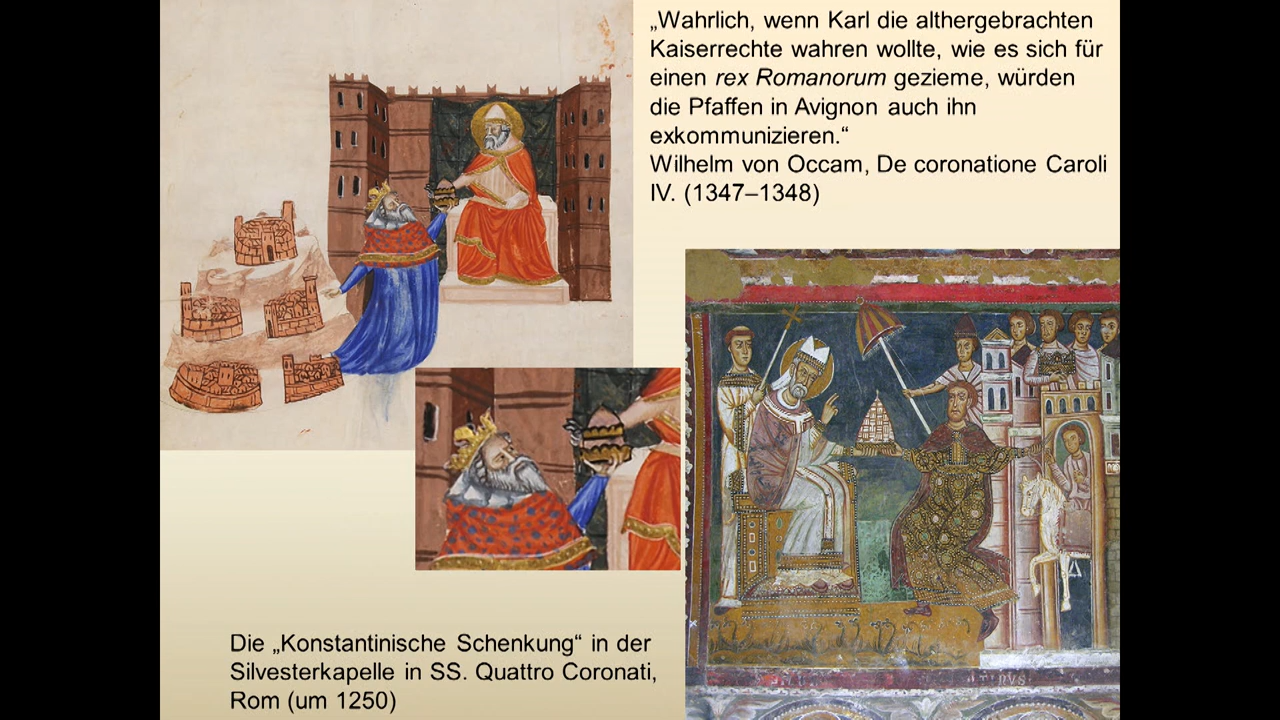 „Wahrlich, wenn Karl die althergebrachten
Kaiserrechte wahren wollte, wie es sich für
einen rex Romanorum gezieme, würden
die Pfaffen in Avignon auch ihn
exkommunizieren.“
Wilhelm von Occam, De coronatione Caroli
IV. (1347–1348)
Die „Konstantinische Schenkung“ in der
Silvesterkapelle in SS. Quattro Coronati,
Rom (um 1250)